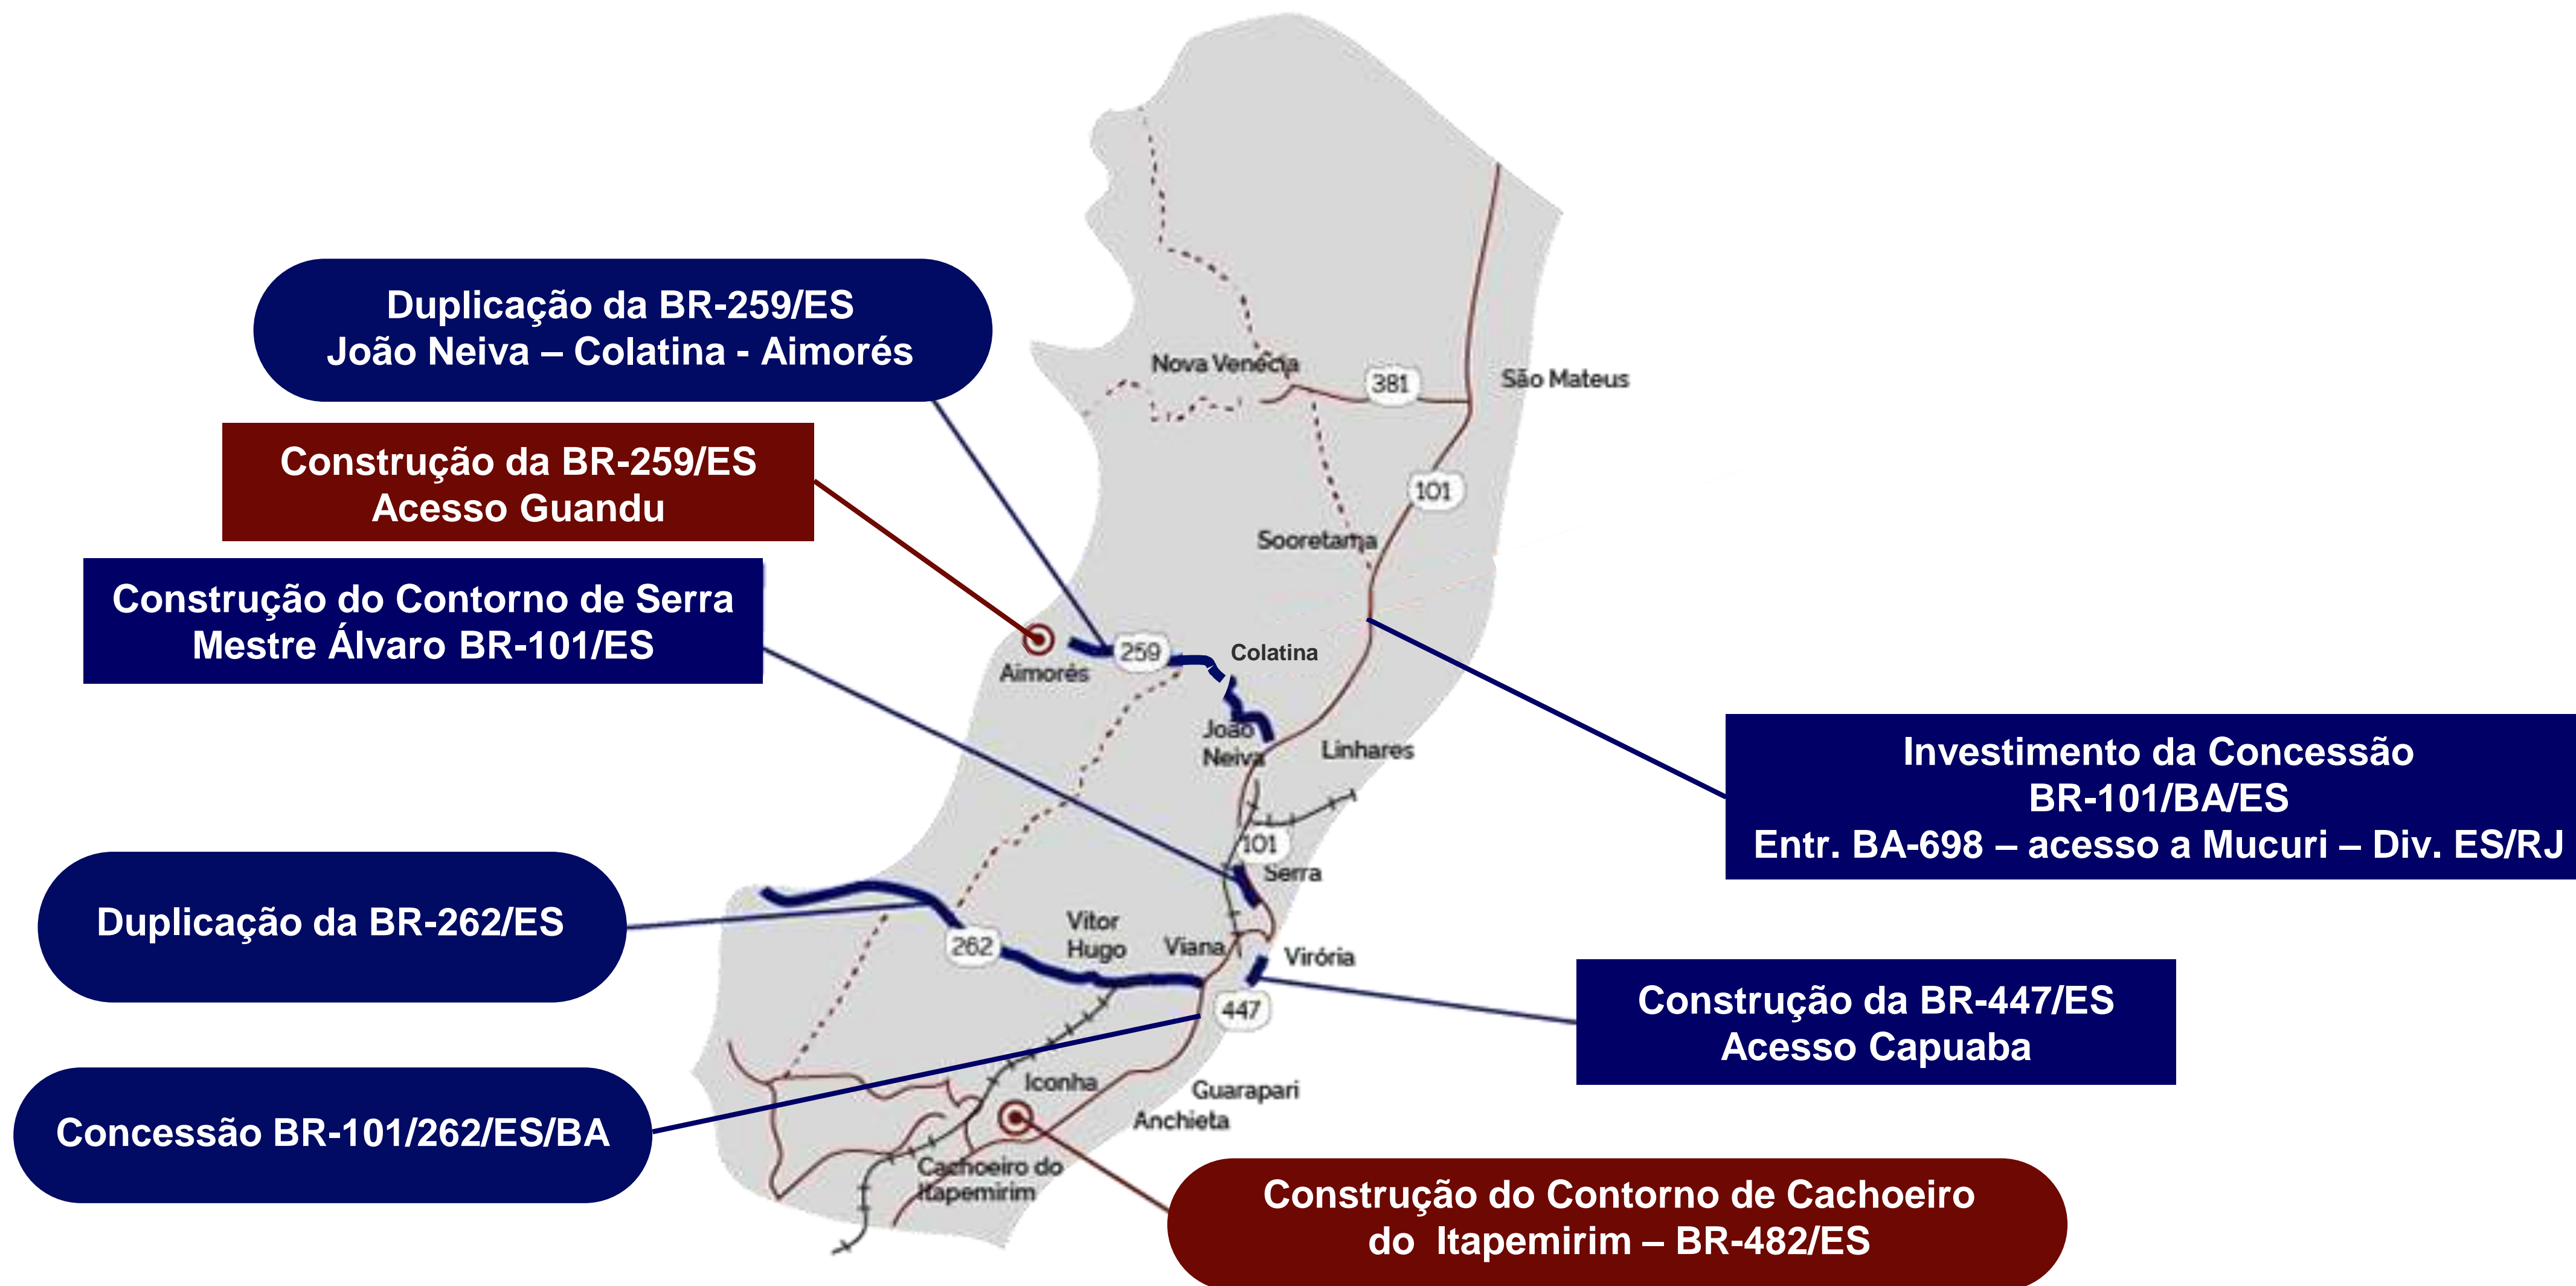 Duplicação da BR-259/ES
João Neiva – Colatina - Aimorés
Construção da BR-259/ES
Acesso Guandu
Construção do Contorno de Serra
Mestre Álvaro BR-101/ES
Duplicação da BR-262/ES
Concessão BR-101/262/ES/BA
Nova Venécia
381
São Mateus
101
Sooretama
259
Colatina
Aimorés
João
Neiva
Linhares
101
Serra
Vitor
Hugo
Viana
262
Virória
447
Iconha
Guarapari
Anchieta
Cachoeiro do
Itapemirim
Investimento da Concessão
BR-101/BA/ES
Entr. BA-698 – acesso a Mucuri – Div. ES/RJ
Construção da BR-447/ES
Acesso Capuaba
Construção do Contorno de Cachoeiro
do  Itapemirim – BR-482/ES